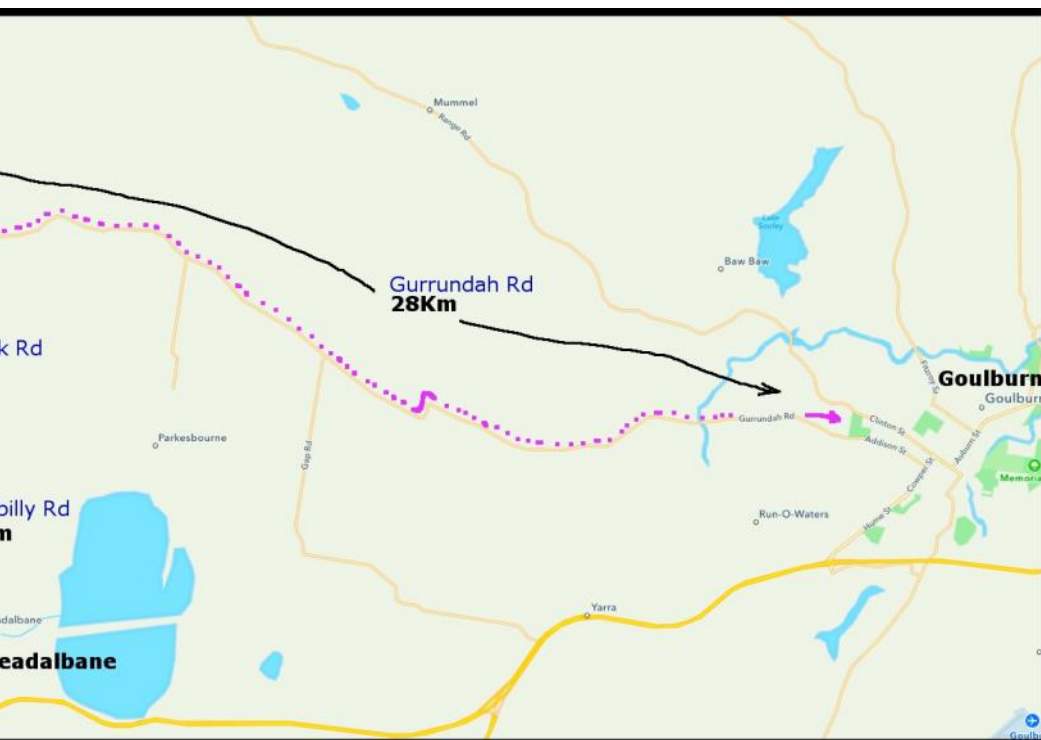 Mummel
Range Rd
Lake
Sooley
Baw Baw
Gurrundah Rd
28Km
k Rd
Fitzroy St
Goulburn
Goulburn
Gurrundah Rd
Clinton St
Addison St
Auburn St
Parkesbourne
Gap Rd
Cowper St
Memoria
billy Rd
m
Run-O-Waters
Hume St
Yarra
adalbane
eadalbane
Goulbu